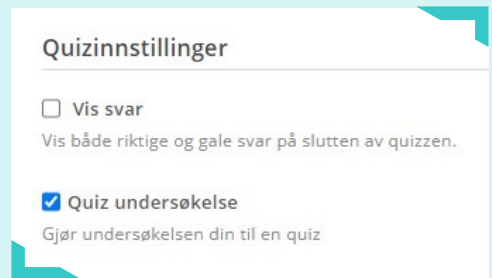 Quizinnstillinger
Vis svar
Vis både riktige og gale svar på slutten av quizzen.
Quiz undersøkelse
Gjør undersøkelsen din til en quiz